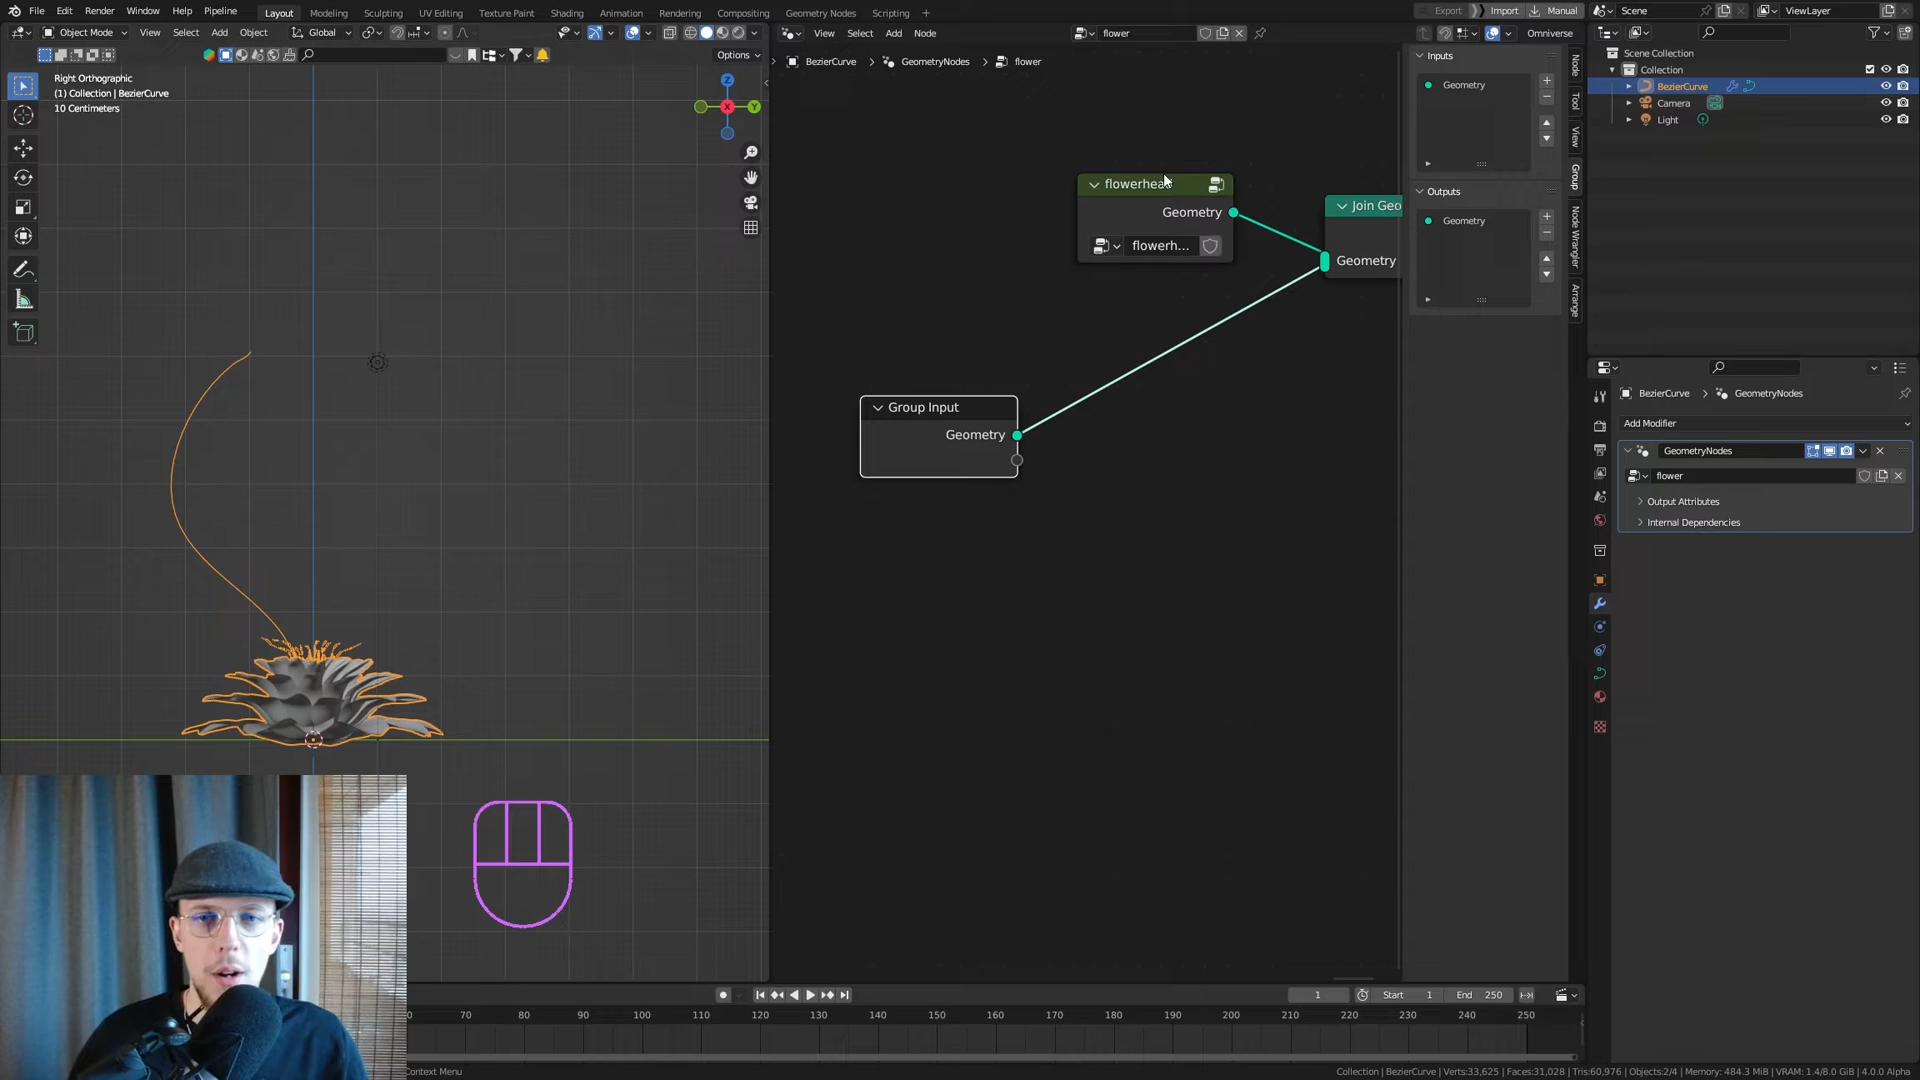 File Edit Render Window Help Pipeline Layout Modeling Sculpting UV Editing Texture Paint Shading Animation Rendering Compositing Geometry Nodes Scripting + Export Import Manual Scene ViewLayer
Object Mode View Select Add Object Global View Select Add Node flower Omniverse
Options
BezierCurve > GeometryNodes > flower
Right Orthographic
(1) Collection | BezierCurve
10 Centimeters
Z
X
Y
Inputs
Geometry
Outputs
Geometry
Node
Tool
View
Group
Node Wrangler
Arrange
flowerhea
Geometry
flowerh...
Join Geo
Geometry
Group Input
Geometry
Scene Collection
Collection
BezierCurve
Camera
Light
BezierCurve > GeometryNodes
Add Modifier
GeometryNodes
flower
Output Attributes
Internal Dependencies
1 Start 1 End 250
0 70 80 90 100 110 120 130 140 150 160 170 180 190 200 210 220 230 240 250
Context Menu
Collection | BezierCurve | Verts:33,625 | Faces:31,028 | Tris:60,976 | Objects:2/4 | Memory: 484.3 MiB | VRAM: 1.4/8.0 GiB | 4.0.0 Alpha